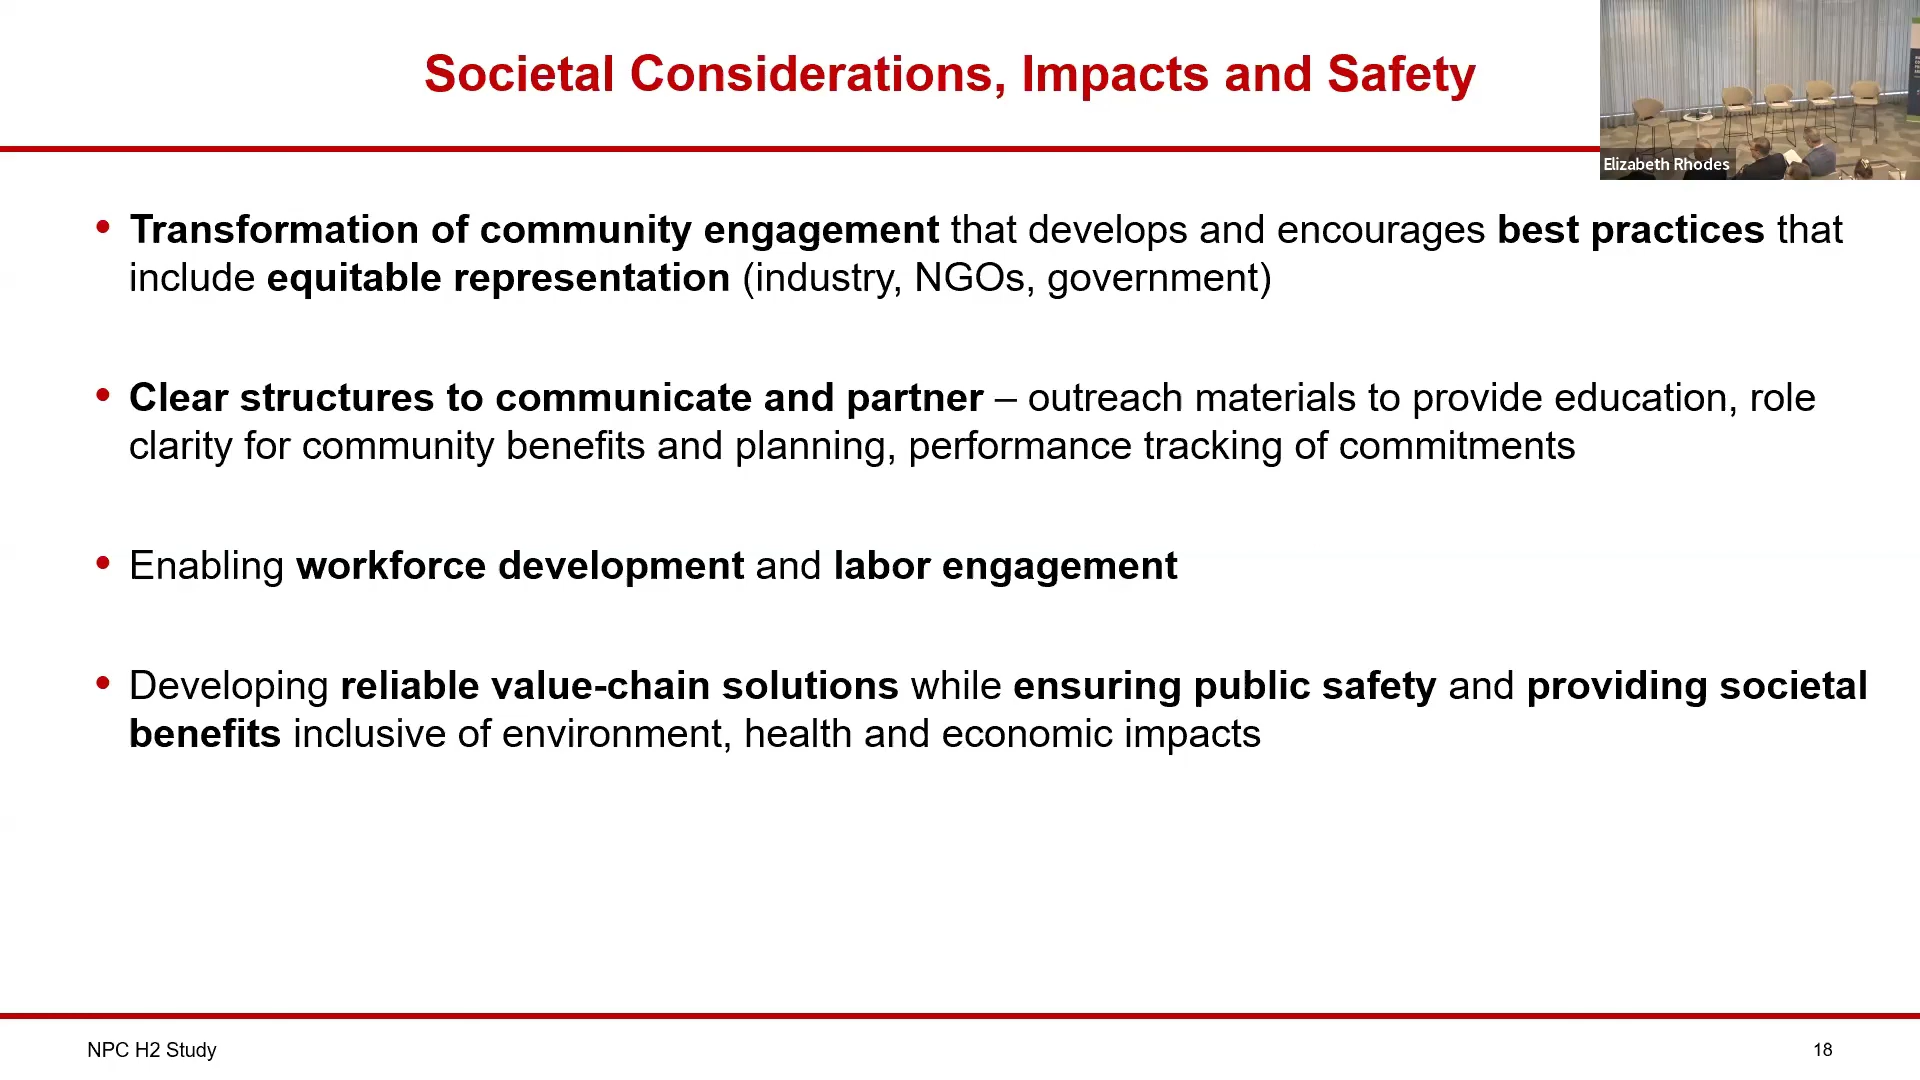 Societal Considerations, Impacts and Safety
Elizabeth Rhodes
• Transformation of community engagement that develops and encourages best practices that
include equitable representation (industry, NGOs, government)
• Clear structures to communicate and partner – outreach materials to provide education, role
clarity for community benefits and planning, performance tracking of commitments
• Enabling workforce development and labor engagement
• Developing reliable value-chain solutions while ensuring public safety and providing societal
benefits inclusive of environment, health and economic impacts
NPC H2 Study
18